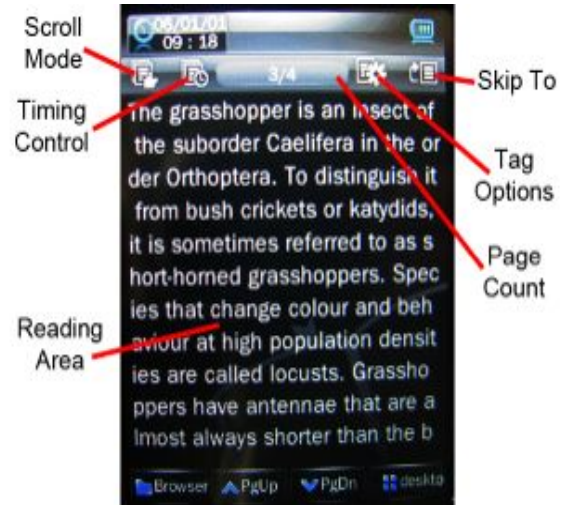 Scroll
Mode
Timing
Control
Reading
Area
06/01/01
09 : 18
3/4
The grasshopper is an insect of
the suborder Caelifera in the or
der Orthoptera. To distinguish it
from bush crickets or katydids,
it is sometimes referred to as s
hort-horned grasshoppers. Spec
ies that change colour and beh
aviour at high population densit
ies are called locusts. Grassho
ppers have antennae that are a
lmost always shorter than the b
Browser PgUp PgDn deskto
Skip To
Tag
Options
Page
Count